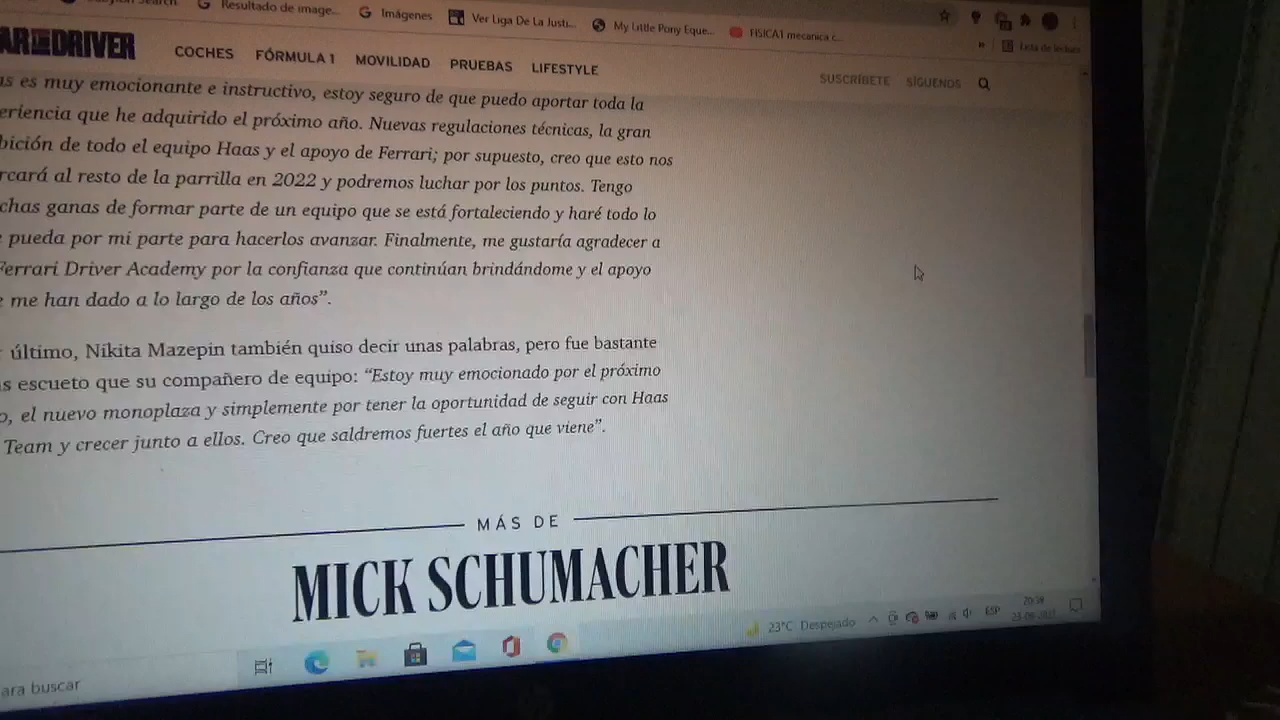 Resultado de image... Imágenes Ver Liga De La Justi... My Little Pony Eque... FISICA1 mecanica c...
» Lista de lectura
AR AND DRIVER COCHES FÓRMULA 1 MOVILIDAD PRUEBAS LIFESTYLE SUSCRÍBETE SÍGUENOS
as es muy emocionante e instructivo, estoy seguro de que puedo aportar toda la
eriencia que he adquirido el próximo año. Nuevas regulaciones técnicas, la gran
bición de todo el equipo Haas y el apoyo de Ferrari; por supuesto, creo que esto nos
rcará al resto de la parrilla en 2022 y podremos luchar por los puntos. Tengo
chas ganas de formar parte de un equipo que se está fortaleciendo y haré todo lo
e pueda por mi parte para hacerlos avanzar. Finalmente, me gustaría agradecer a
Ferrari Driver Academy por la confianza que continúan brindándome y el apoyo
e me han dado a lo largo de los años”.
r último, Nikita Mazepin también quiso decir unas palabras, pero fue bastante
s escueto que su compañero de equipo: “Estoy muy emocionado por el próximo
o, el nuevo monoplaza y simplemente por tener la oportunidad de seguir con Haas
Team y crecer junto a ellos. Creo que saldremos fuertes el año que viene”.
MÁS DE
MICK SCHUMACHER
23°C Despejado ESP
ara buscar